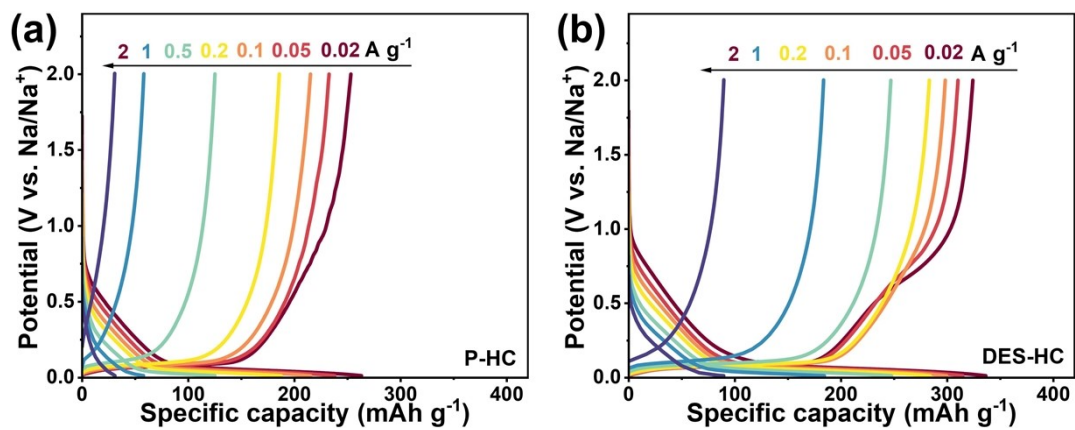 (a)
2 1 0.5 0.2 0.1 0.05 0.02 A g⁻¹
2.0
1.5
1.0
0.5
0.0
Potential (V vs. Na/Na⁺)
P-HC
0 100 200 300 400
Specific capacity (mAh g⁻¹)
(b)
2 1 0.2 0.1 0.05 0.02 A g⁻¹
2.0
1.5
1.0
0.5
0.0
Potential (V vs. Na/Na⁺)
DES-HC
0 100 200 300 400
Specific capacity (mAh g⁻¹)